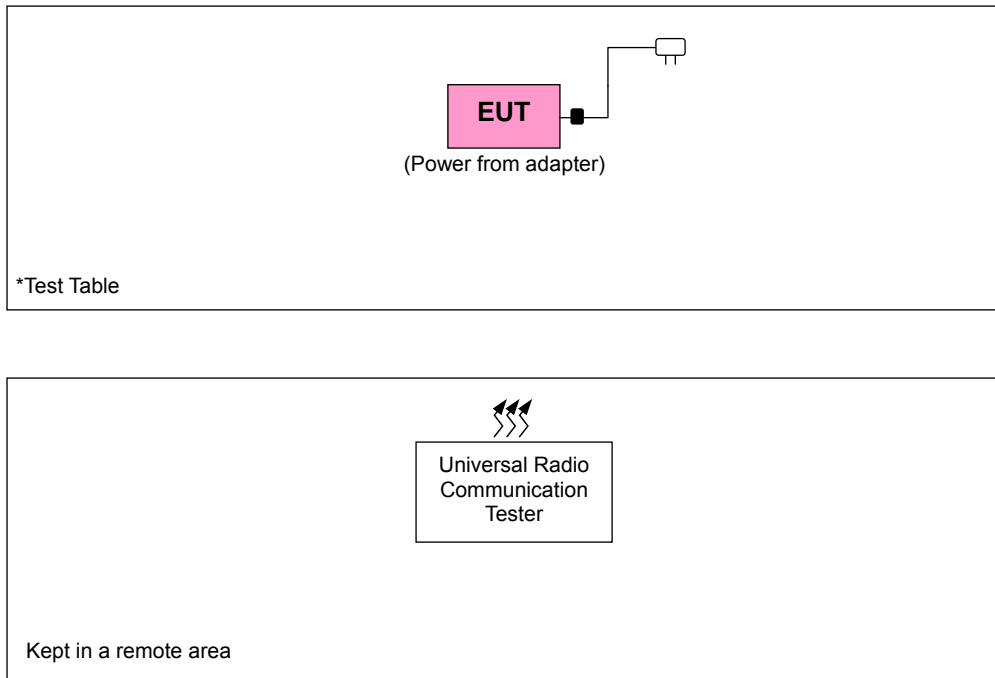 EUT
(Power from adapter)
*Test Table
Universal Radio
Communication
Tester
Kept in a remote area